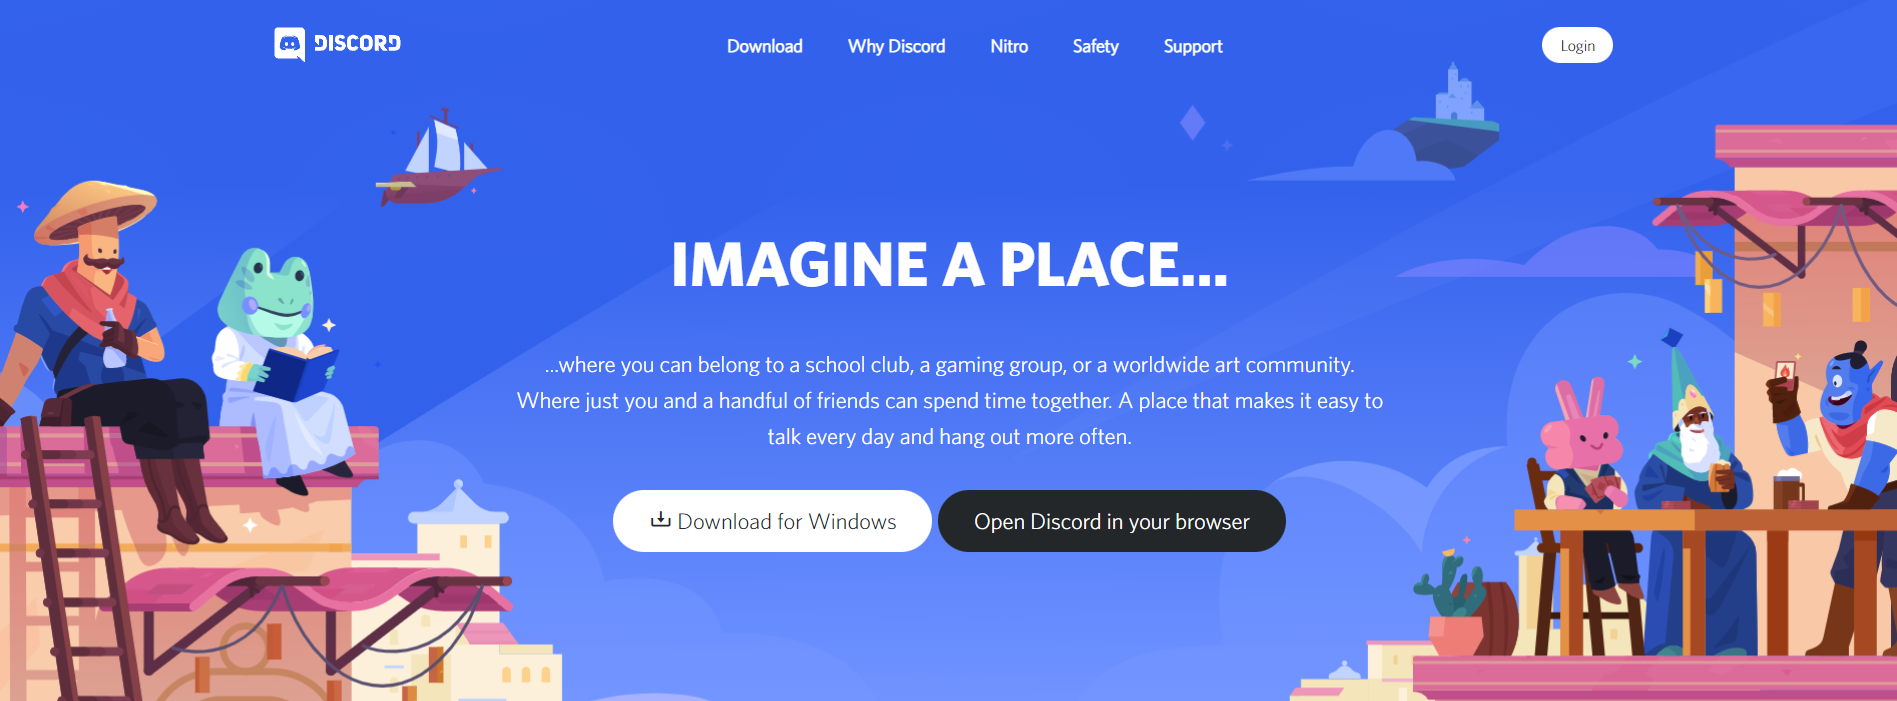 DISCORD
Download
Why Discord
Nitro
Safety
Support
Login
IMAGINE A PLACE...
...where you can belong to a school club, a gaming group, or a worldwide art community.
Where just you and a handful of friends can spend time together. A place that makes it easy to
talk every day and hang out more often.
Download for Windows
Open Discord in your browser